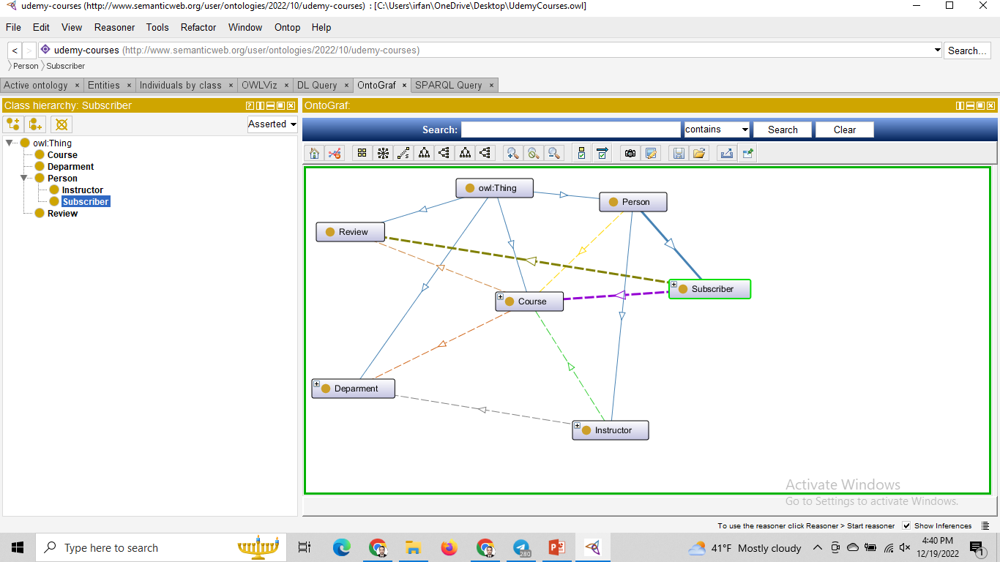 udemy-courses (http://www.semanticweb.org/user/ontologies/2022/10/udemy-courses) : [C:\Users\irfan\OneDrive\Desktop\UdemyCourses.owl]
File Edit View Reasoner Tools Refactor Window Ontop Help
< > udemy-courses (http://www.semanticweb.org/user/ontologies/2022/10/udemy-courses) Search...
Person Subscriber
Active ontology × Entities × Individuals by class × OWLViz × DL Query × OntoGraf × SPARQL Query ×
Class hierarchy: Subscriber
Asserted
owl:Thing
Course
Deparment
Person
Instructor
Subscriber
Review
OntoGraf:
Search: contains Search Clear
owl:Thing
Person
Review
Subscriber
Course
Deparment
Instructor
Activate Windows
Go to Settings to activate Windows.
To use the reasoner click Reasoner > Start reasoner Show Inferences
Type here to search
280
41°F Mostly cloudy
4:40 PM
12/19/2022
1